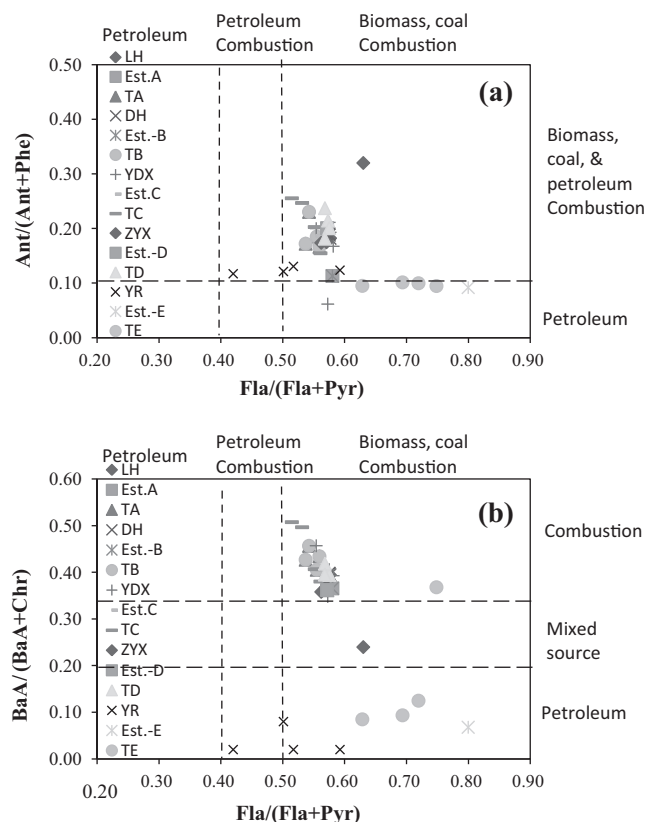 Petroleum
Petroleum
Combustion
Biomass, coal
Combustion
LH
Est.A
TA
DH
Est.-B
TB
YDX
Est.C
TC
ZYX
Est.-D
TD
YR
Est.-E
TE
(a)
0.50
0.40
0.30
0.20
0.10
0.00
Ant/(Ant+Phe)
Biomass,
coal, &
petroleum
Combustion
Petroleum
0.20 0.30 0.40 0.50 0.60 0.70 0.80 0.90
Fla/(Fla+Pyr)
Petroleum
Petroleum
Combustion
Biomass, coal
Combustion
LH
Est.A
TA
DH
Est.-B
TB
YDX
Est.C
TC
ZYX
Est.-D
TD
YR
Est.-E
TE
(b)
0.60
0.50
0.40
0.30
0.20
0.10
0.00
BaA/(BaA+Chr)
Combustion
Mixed
source
Petroleum
0.20 0.30 0.40 0.50 0.60 0.70 0.80 0.90
Fla/(Fla+Pyr)